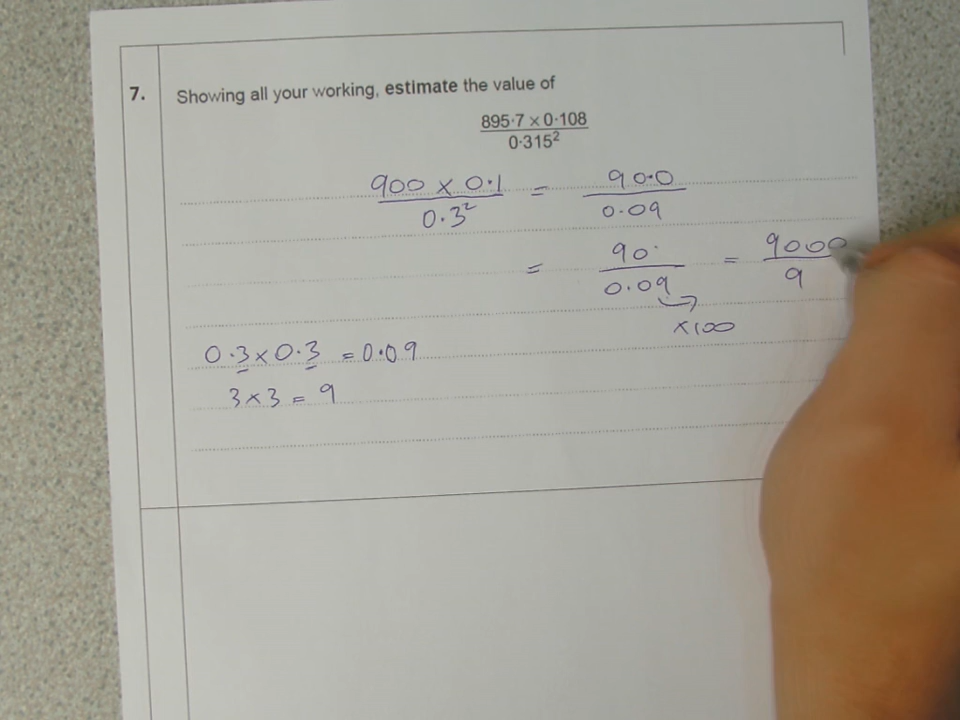 7. Showing all your working, estimate the value of
895·7 × 0·108
0·315²
900 × 0.1 = 90.0
0.3² 0.09
= 90. = 9000
0.09 9
×100
0.3×0.3 = 0.09
3×3 = 9